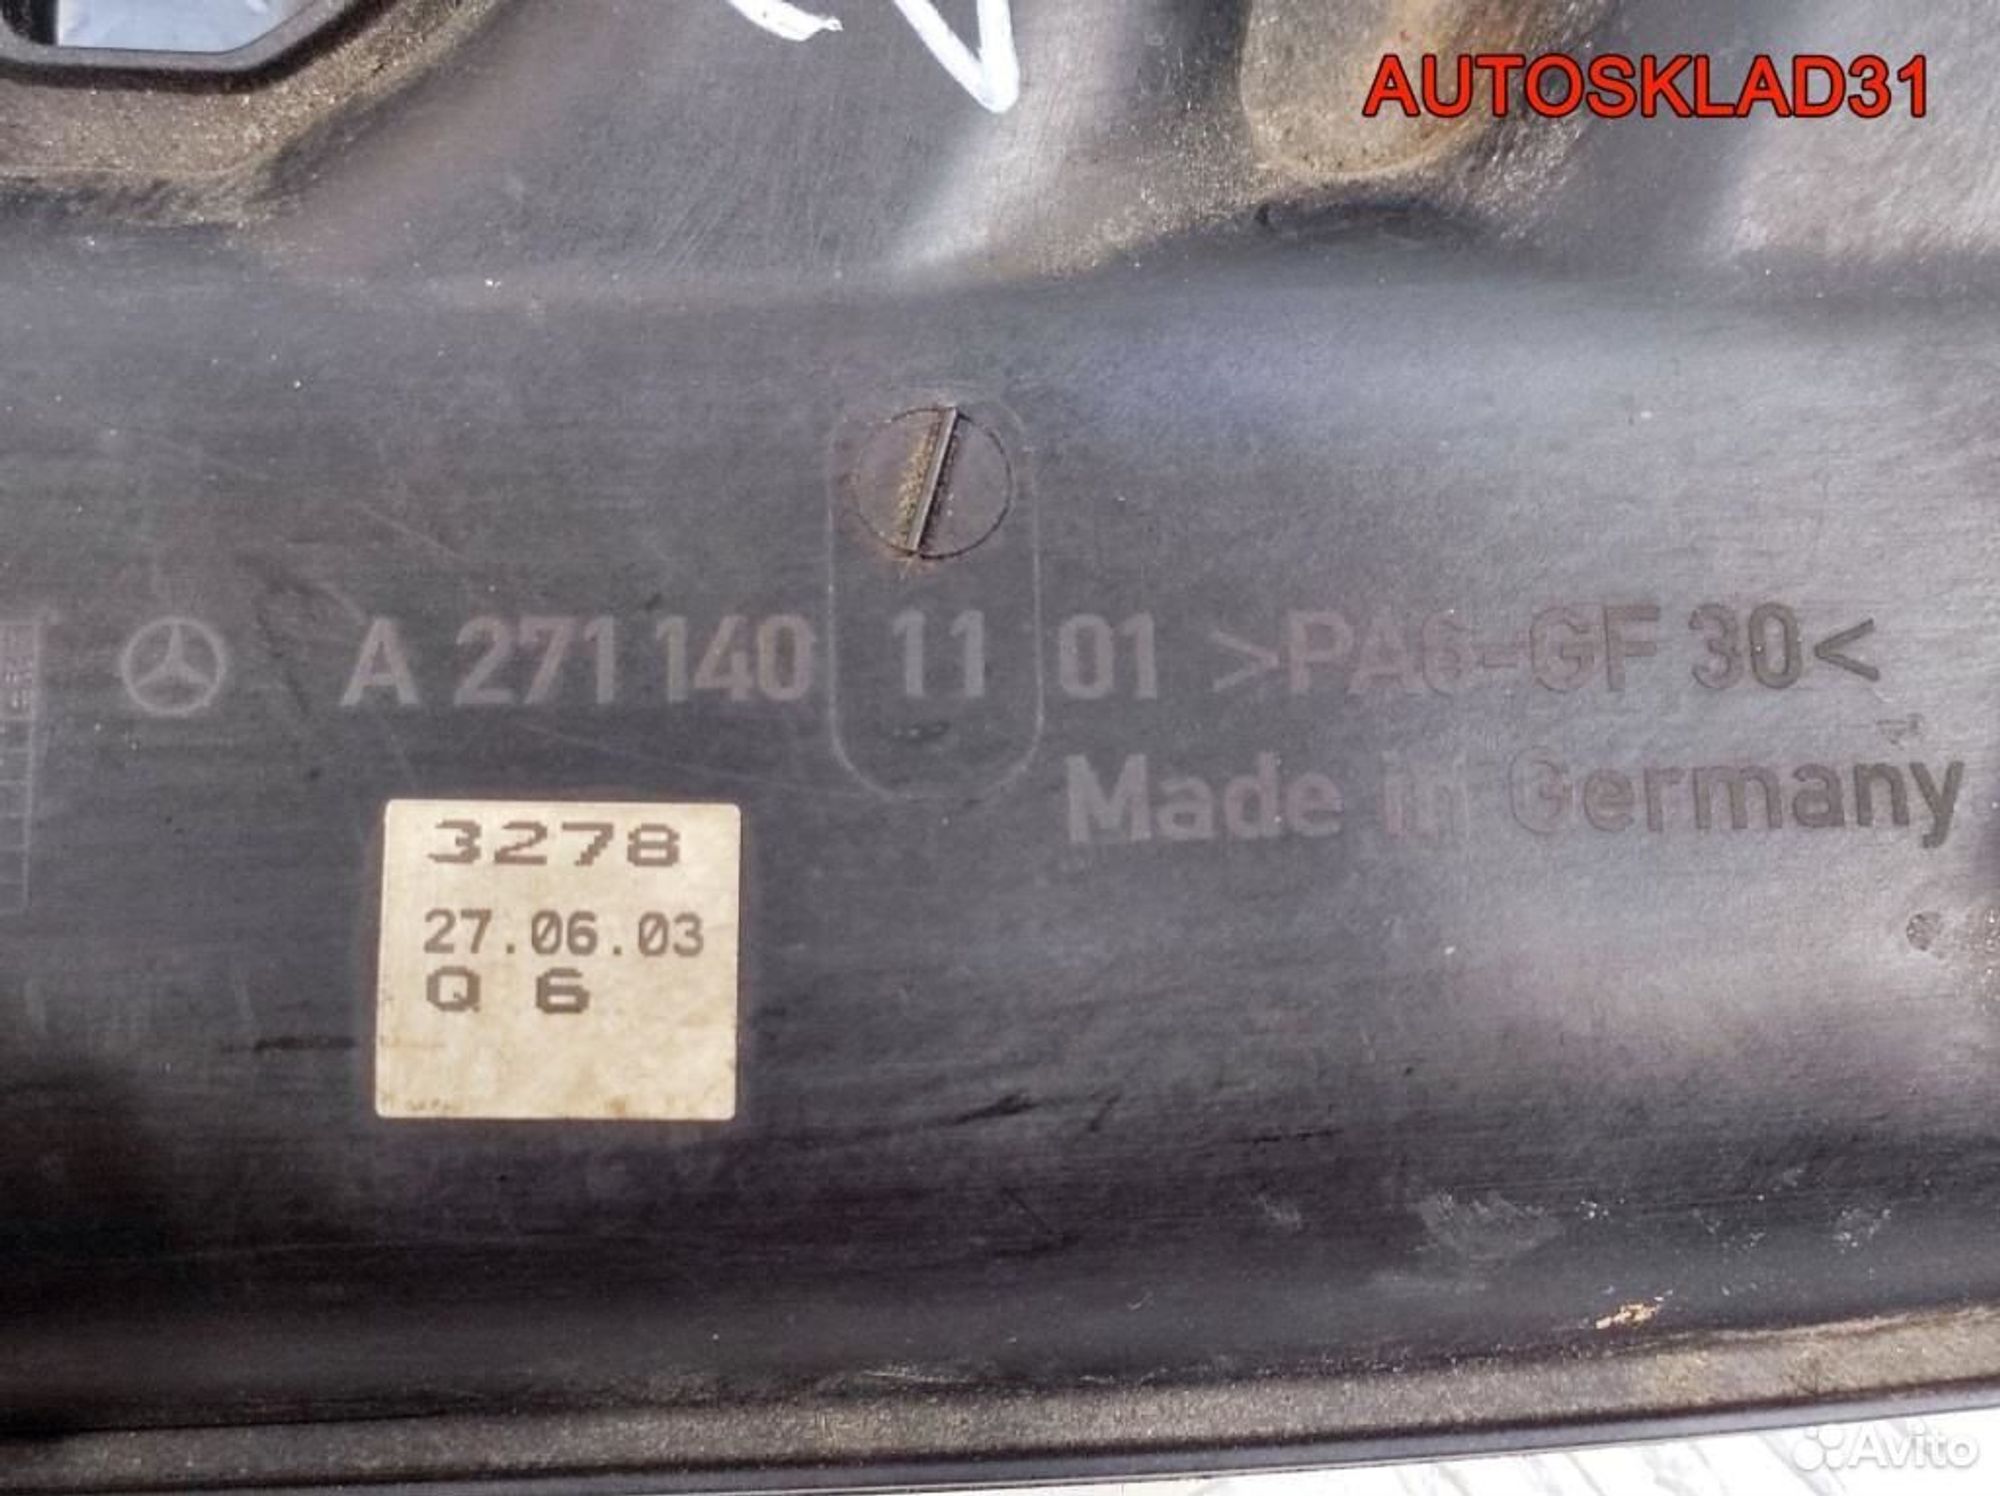 AUTOSKLAD31
A 271 140 11 01 >PA6-GF 30<
Made in Germany
3278
27.06.03
Q 6
Avito